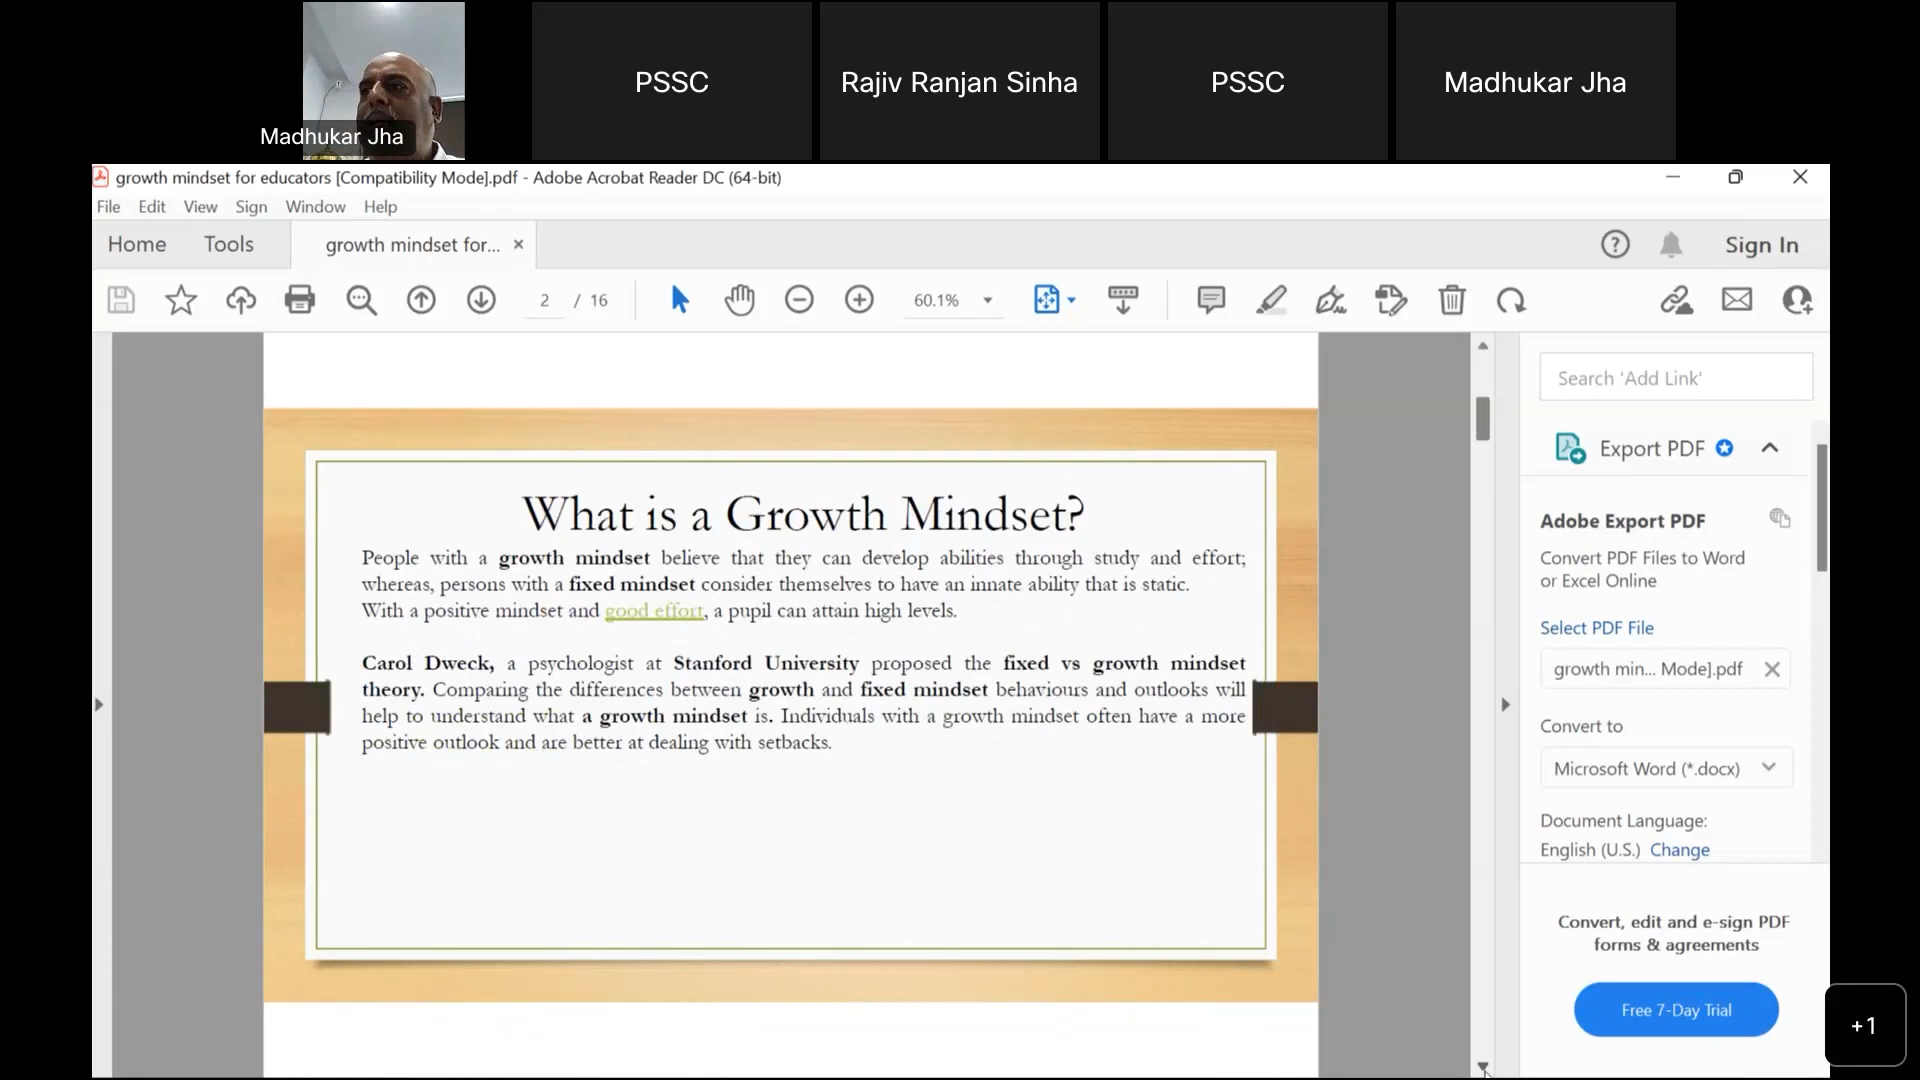 PSSC
Rajiv Ranjan Sinha
PSSC
Madhukar Jha
Madhukar Jha
growth mindset for educators [Compatibility Mode].pdf - Adobe Acrobat Reader DC (64-bit)
File Edit View Sign Window Help
Home Tools growth mindset for... × Sign In
2 / 16 60.1%
What is a Growth Mindset?
People with a growth mindset believe that they can develop abilities through study and effort;
whereas, persons with a fixed mindset consider themselves to have an innate ability that is static.
With a positive mindset and good effort, a pupil can attain high levels.
Carol Dweck, a psychologist at Stanford University proposed the fixed vs growth mindset
theory. Comparing the differences between growth and fixed mindset behaviours and outlooks will
help to understand what a growth mindset is. Individuals with a growth mindset often have a more
positive outlook and are better at dealing with setbacks.
Search 'Add Link'
Export PDF
Adobe Export PDF
Convert PDF Files to Word
or Excel Online
Select PDF File
growth min... Mode].pdf
Convert to
Microsoft Word (*.docx)
Document Language:
English (U.S.) Change
Convert, edit and e-sign PDF
forms & agreements
Free 7-Day Trial
+1